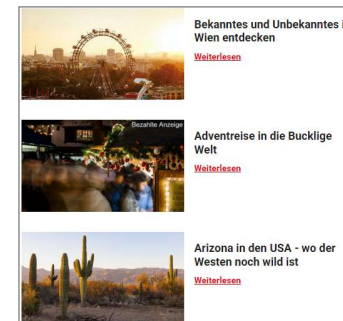 Bekanntes und Unbekanntes i
Wien entdecken
Weiterlesen
Bezahlte Anzeige
Adventreise in die Bucklige
Welt
Weiterlesen
Arizona in den USA - wo der
Westen noch wild ist
Weiterlesen